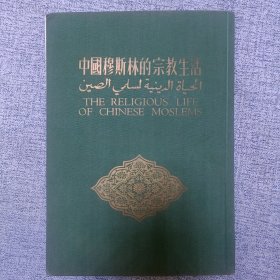 中國穆斯林的宗教生活
الحياة الدينية لمسلمي الصين
THE RELIGIOUS LIFE
OF CHINESE MOSLEMS